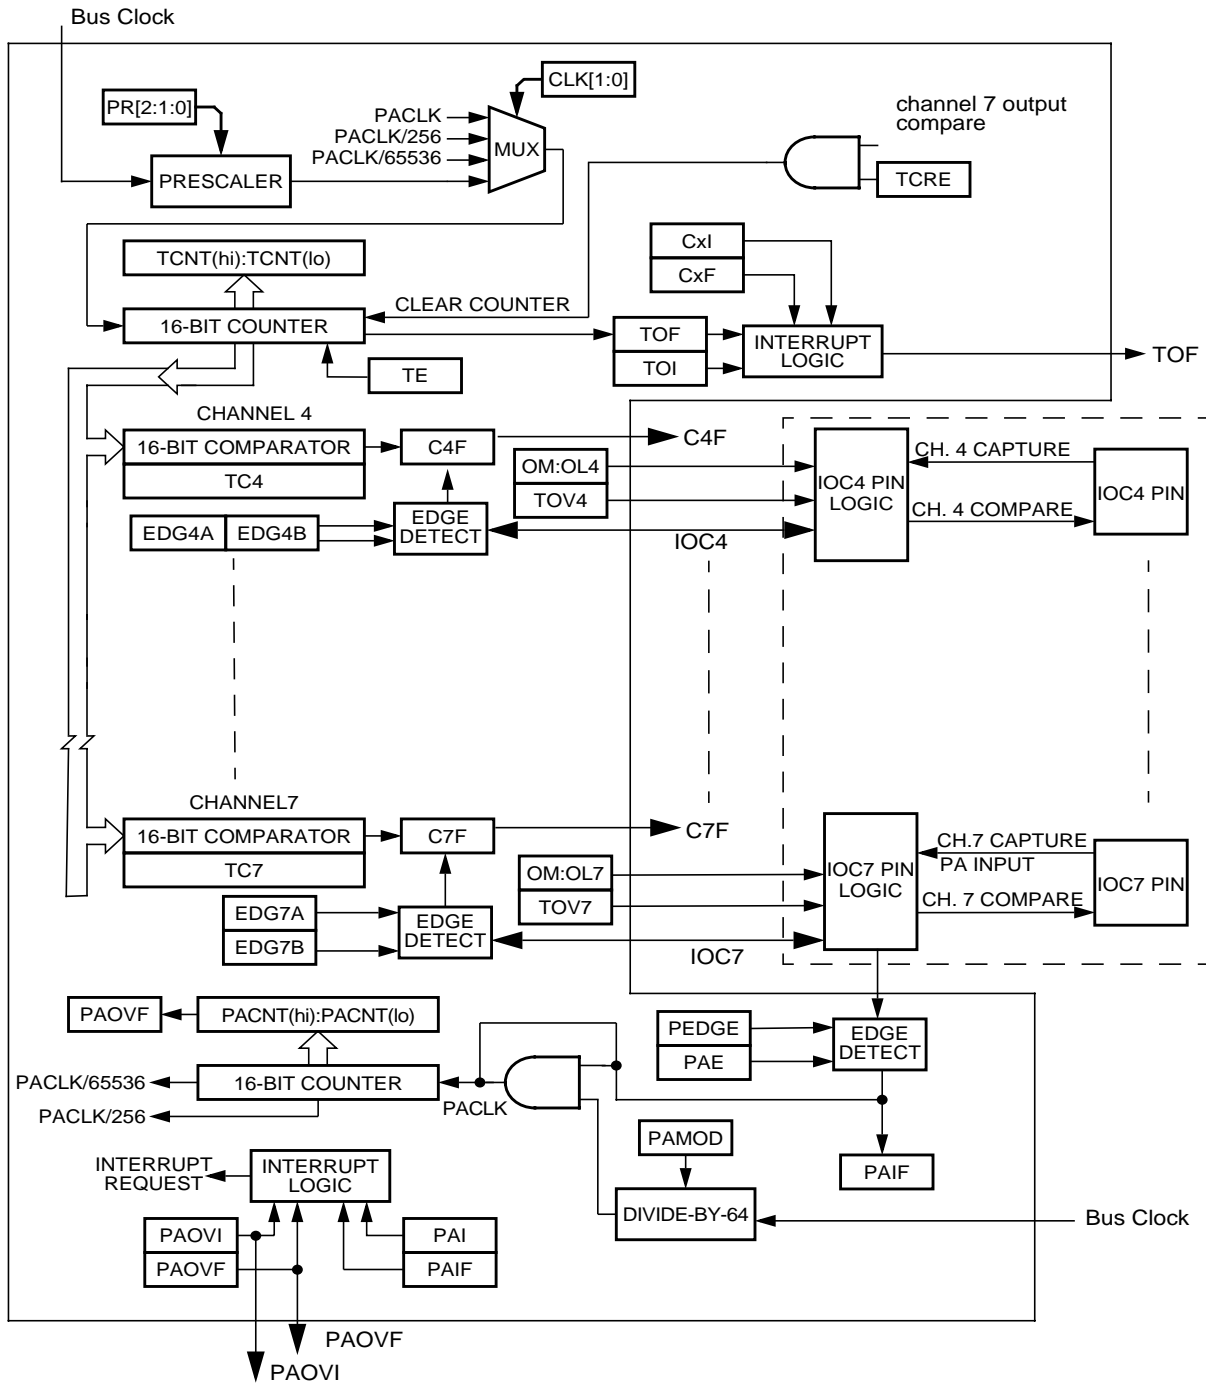 Bus Clock
CLK[1:0]
PR[2:1:0]
channel 7 output
compare
PACLK
PACLK/256
PACLK/65536
MUX
PRESCALER
TCRE
CxI
CxF
TCNT(hi):TCNT(lo)
CLEAR COUNTER
16-BIT COUNTER
TOF
TOI
INTERRUPT
LOGIC
TOF
TE
CHANNEL 4
16-BIT COMPARATOR
TC4
C4F
C4F
OM:OL4
TOV4
IOC4 PIN
LOGIC
CH. 4 CAPTURE
CH. 4 COMPARE
IOC4 PIN
EDG4A
EDG4B
EDGE
DETECT
IOC4
CHANNEL7
16-BIT COMPARATOR
TC7
C7F
C7F
OM:OL7
TOV7
IOC7 PIN
LOGIC
CH.7 CAPTURE
PA INPUT
CH. 7 COMPARE
IOC7 PIN
EDG7A
EDG7B
EDGE
DETECT
IOC7
PAOVF
PACNT(hi):PACNT(lo)
PEDGE
PAE
EDGE
DETECT
PACLK/65536
16-BIT COUNTER
PACLK
PACLK/256
PAMOD
PAIF
INTERRUPT
REQUEST
INTERRUPT
LOGIC
DIVIDE-BY-64
Bus Clock
PAOVI
PAOVF
PAI
PAIF
PAOVF
PAOVI